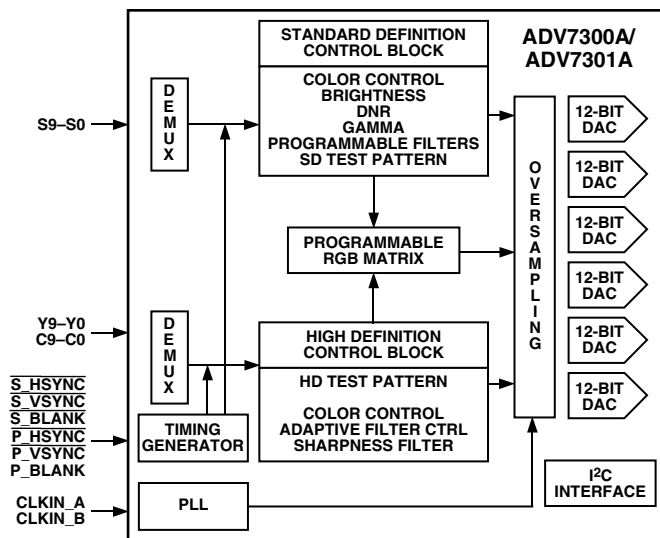 STANDARD DEFINITION
CONTROL BLOCK
COLOR CONTROL
BRIGHTNESS
DNR
GAMMA
PROGRAMMABLE FILTERS
SD TEST PATTERN
ADV7300A/
ADV7301A
S9–S0
DEMUX
PROGRAMMABLE
RGB MATRIX
OVERSAMPLING
12-BIT
DAC
12-BIT
DAC
12-BIT
DAC
12-BIT
DAC
12-BIT
DAC
12-BIT
DAC
Y9–Y0
C9–C0
DEMUX
HIGH DEFINITION
CONTROL BLOCK
HD TEST PATTERN
COLOR CONTROL
ADAPTIVE FILTER CTRL
SHARPNESS FILTER
S_HSYNC
S_VSYNC
S_BLANK
P_HSYNC
P_VSYNC
P_BLANK
TIMING
GENERATOR
CLKIN_A
CLKIN_B
PLL
I²C
INTERFACE